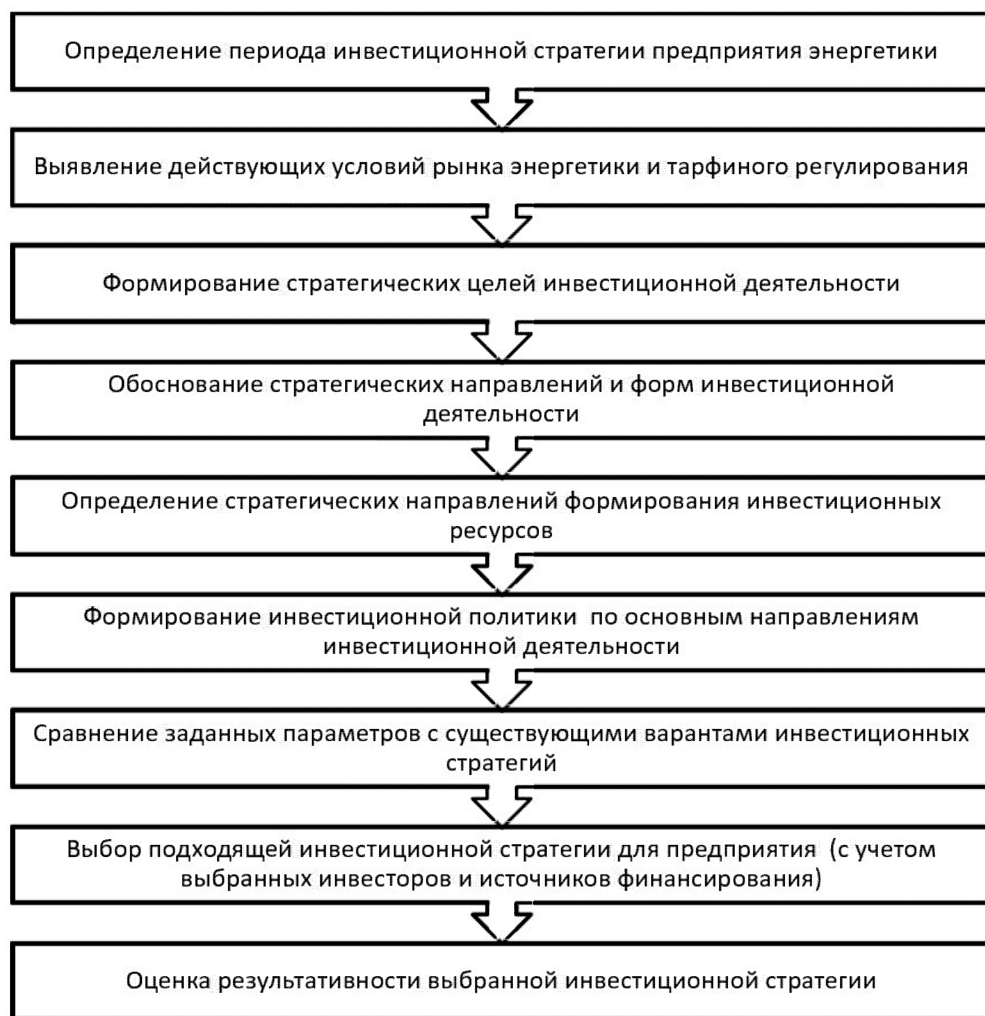 Определение периода инвестиционной стратегии предприятия энергетики
Выявление действующих условий рынка энергетики и тарфиного регулирования
Формирование стратегических целей инвестиционной деятельности
Обоснование стратегических направлений и форм инвестиционной
деятельности
Определение стратегических направлений формирования инвестиционных
ресурсов
Формирование инвестиционной политики по основным направлениям
инвестиционной деятельности
Сравнение заданных параметров с существующими варантами инвестиционных
стратегий
Выбор подходящей инвестиционной стратегии для предприятия (с учетом
выбранных инвесторов и источников финансирования)
Оценка результативности выбранной инвестиционной стратегии